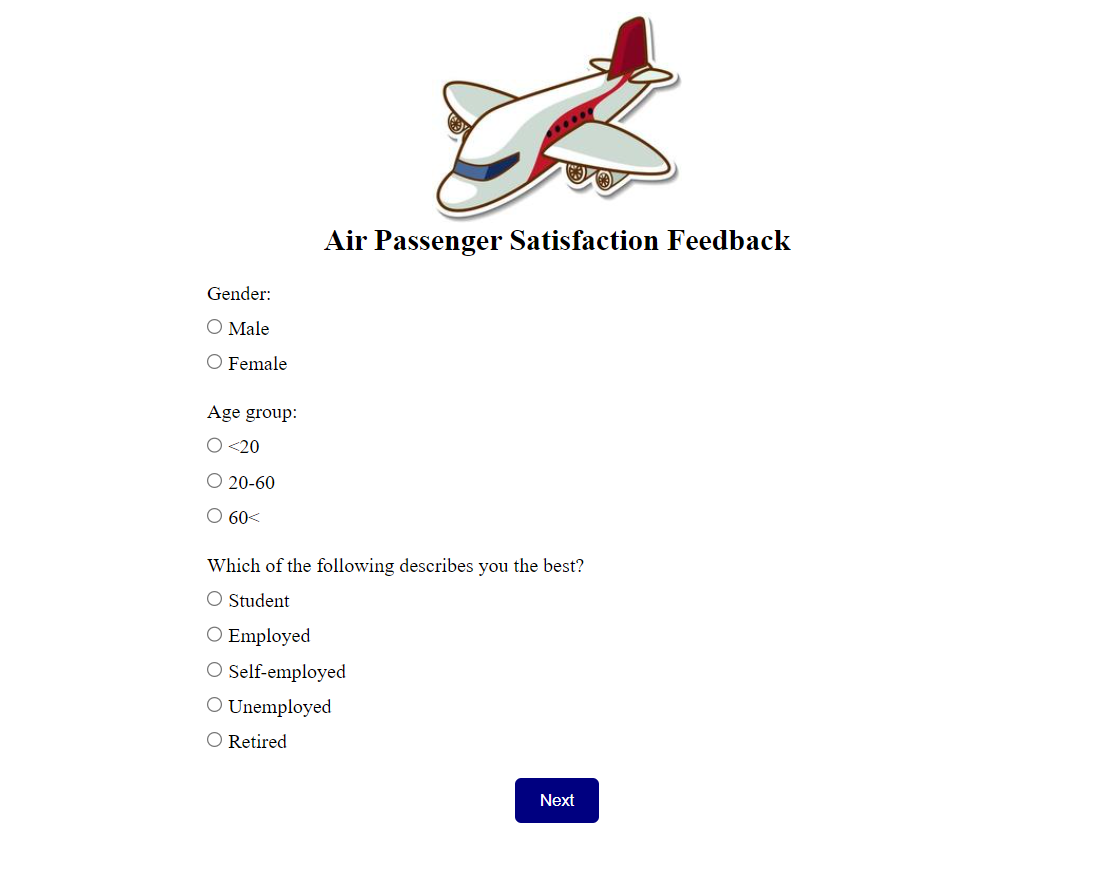 Air Passenger Satisfaction Feedback
Gender:
Male
Female
Age group:
<20
20-60
60<
Which of the following describes you the best?
Student
Employed
Self-employed
Unemployed
Retired
Next